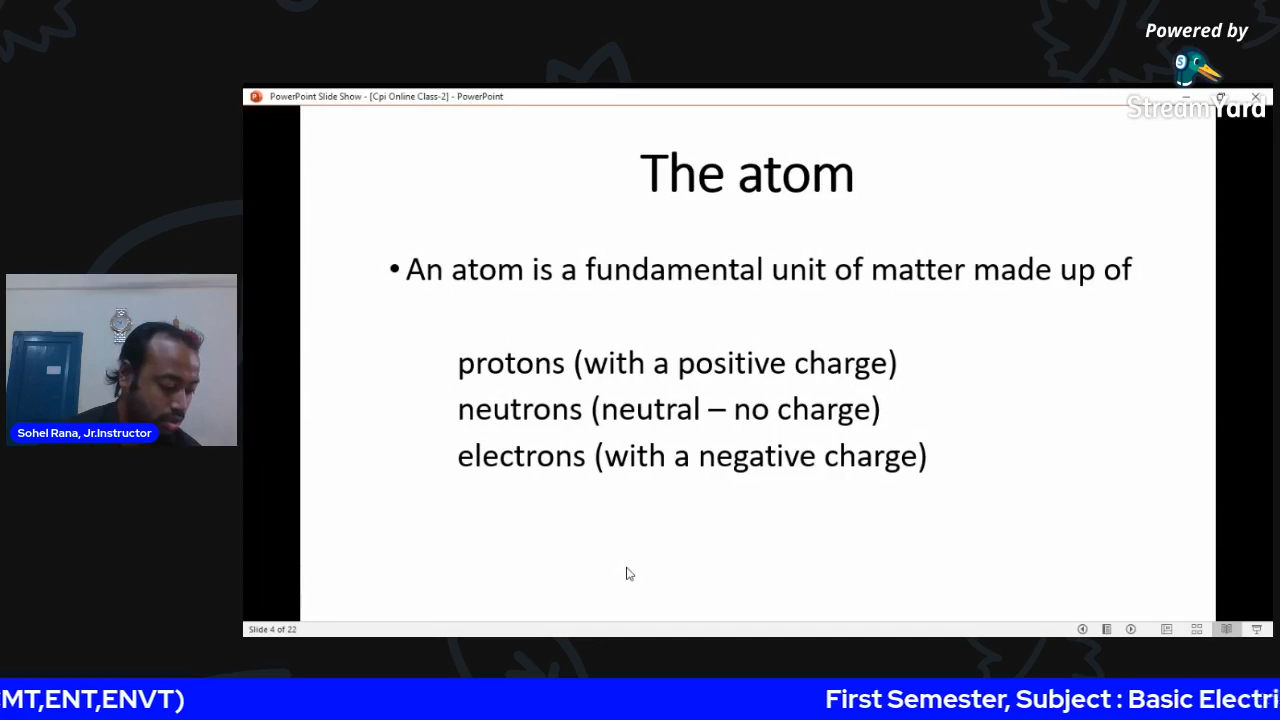 Powered by
StreamYard
PowerPoint Slide Show - [Cpi Online Class-2] - PowerPoint
The atom
• An atom is a fundamental unit of matter made up of
protons (with a positive charge)
neutrons (neutral – no charge)
electrons (with a negative charge)
Sohel Rana, Jr.Instructor
Slide 4 of 22
MT,ENT,ENVT)
First Semester, Subject : Basic Electri